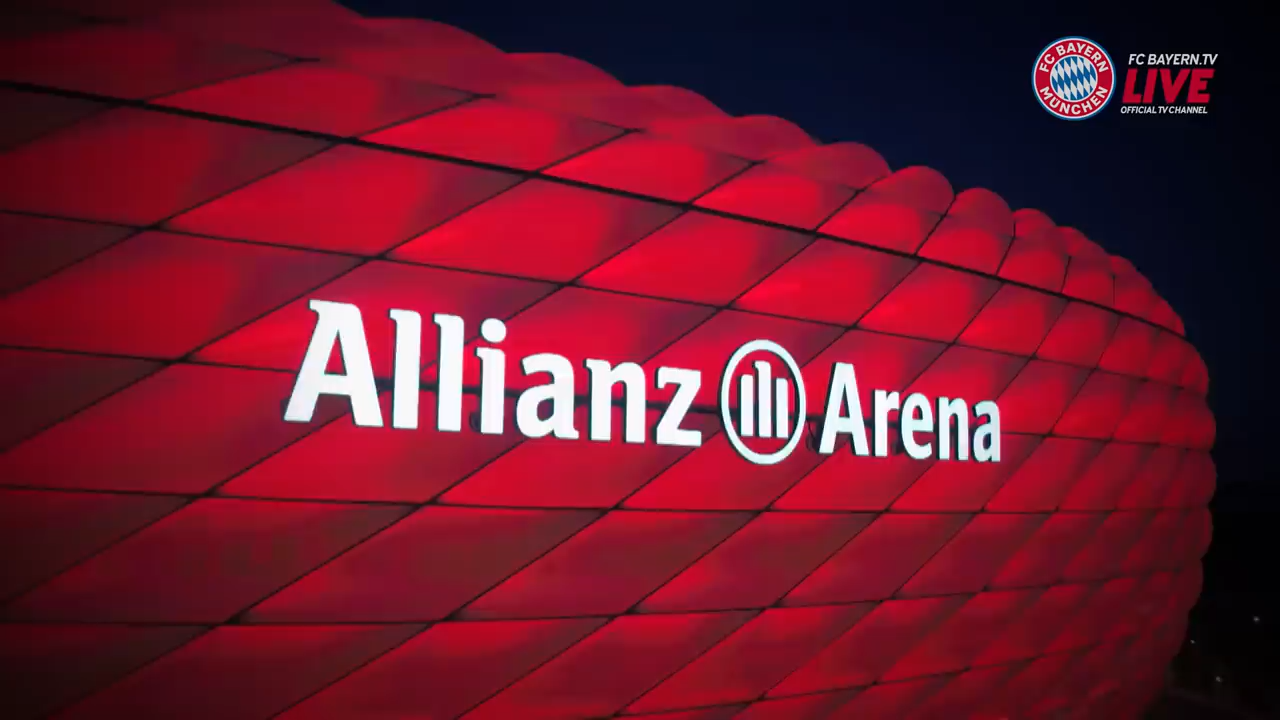 FC BAYERN
MÜNCHEN
FC BAYERN.TV
LIVE
OFFICIAL TV CHANNEL
Allianz Arena